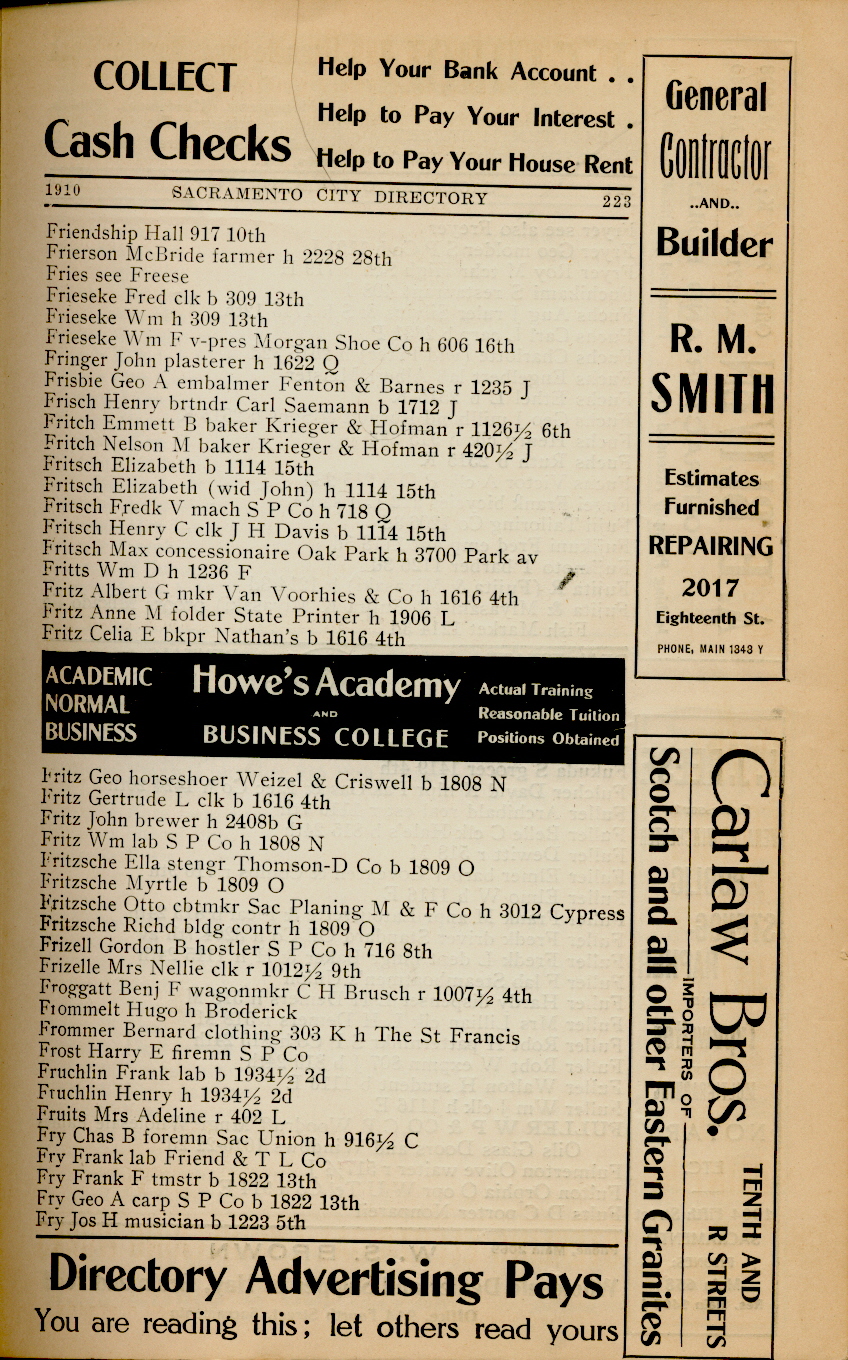 COLLECT
Cash Checks
Help Your Bank Account . .
Help to Pay Your Interest .
Help to Pay Your House Rent
1910 SACRAMENTO CITY DIRECTORY 223
Friendship Hall 917 10th
Frierson McBride farmer h 2228 28th
Fries see Freese
Frieseke Fred clk b 309 13th
Frieseke Wm h 309 13th
Frieseke Wm F v-pres Morgan Shoe Co h 606 16th
Fringer John plasterer h 1622 Q
Frisbie Geo A embalmer Fenton & Barnes r 1235 J
Frisch Henry brtndr Carl Saemann b 1712 J
Fritch Emmett B baker Krieger & Hofman r 1126½ 6th
Fritch Nelson M baker Krieger & Hofman r 420½ J
Fritsch Elizabeth b 1114 15th
Fritsch Elizabeth (wid John) h 1114 15th
Fritsch Fredk V mach S P Co h 718 Q
Fritsch Henry C clk J H Davis b 1114 15th
Fritsch Max concessionaire Oak Park h 3700 Park av
Fritts Wm D h 1236 F
Fritz Albert G mkr Van Voorhies & Co h 1616 4th
Fritz Anne M folder State Printer h 1906 L
Fritz Celia E bkpr Nathan's b 1616 4th
ACADEMIC
NORMAL
BUSINESS
Howe's Academy
AND
BUSINESS COLLEGE
Actual Training
Reasonable Tuition
Positions Obtained
Fritz Geo horseshoer Weizel & Criswell b 1808 N
Fritz Gertrude L clk b 1616 4th
Fritz John brewer h 2408b G
Fritz Wm lab S P Co h 1808 N
Fritzsche Ella stengr Thomson-D Co b 1809 O
Fritzsche Myrtle b 1809 O
Fritzsche Otto cbtmkr Sac Planing M & F Co h 3012 Cypress
Fritzsche Richd bldg contr h 1809 O
Frizell Gordon B hostler S P Co h 716 8th
Frizelle Mrs Nellie clk r 1012½ 9th
Froggatt Benj F wagonmkr C H Brusch r 1007½ 4th
Frommelt Hugo h Broderick
Frommer Bernard clothing 303 K h The St Francis
Frost Harry E firemn S P Co
Fruchlin Frank lab b 1934½ 2d
Fruchlin Henry h 1934½ 2d
Fruits Mrs Adeline r 402 L
Fry Chas B foremn Sac Union h 916½ C
Fry Frank lab Friend & T L Co
Fry Frank F tmstr b 1822 13th
Fry Geo A carp S P Co b 1822 13th
Fry Jos H musician b 1223 5th
Directory Advertising Pays
You are reading this; let others read yours
General
Contractor
..AND..
Builder
R. M.
SMITH
Estimates
Furnished
REPAIRING
2017
Eighteenth St.
PHONE, MAIN 1343 Y
Carlaw Bros.
TENTH AND
R STREETS
IMPORTERS OF
Scotch and all other Eastern Granites